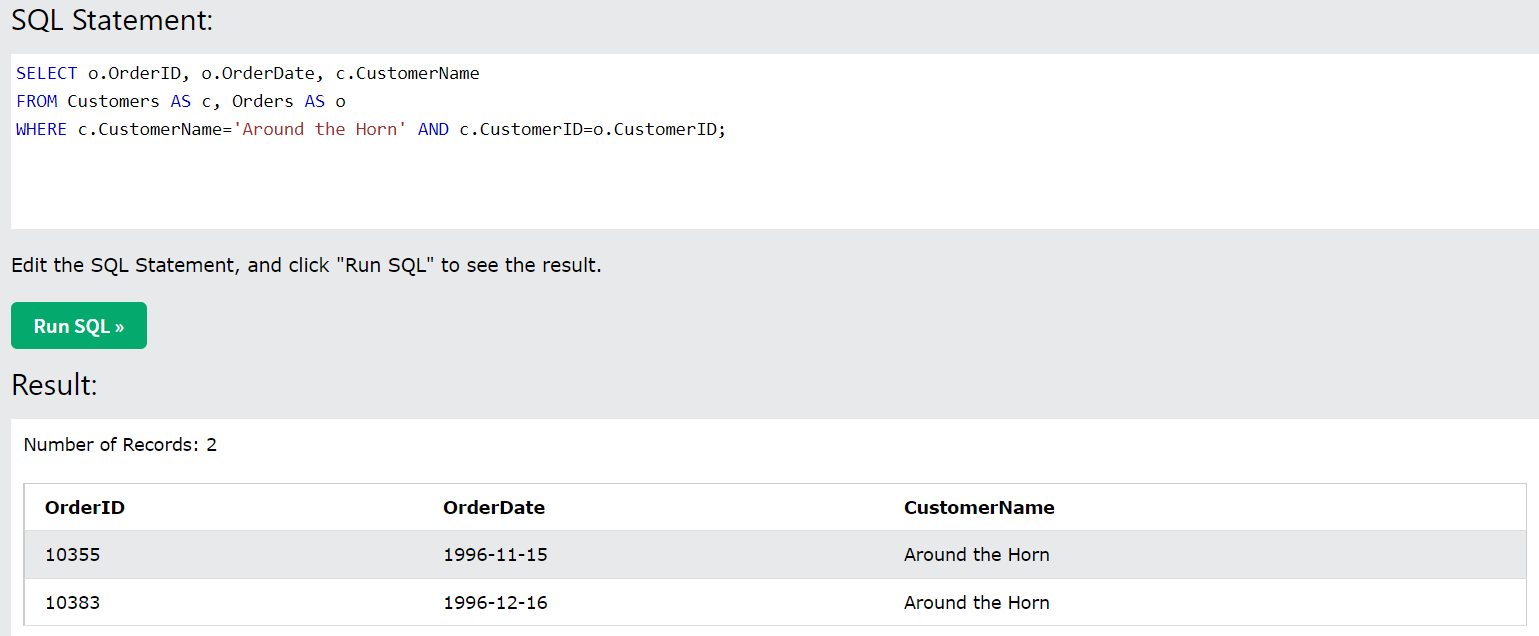 SQL Statement:
SELECT o.OrderID, o.OrderDate, c.CustomerName
FROM Customers AS c, Orders AS o
WHERE c.CustomerName='Around the Horn' AND c.CustomerID=o.CustomerID;
Edit the SQL Statement, and click "Run SQL" to see the result.
Run SQL »
Result:
Number of Records: 2
OrderID OrderDate CustomerName
10355 1996-11-15 Around the Horn
10383 1996-12-16 Around the Horn